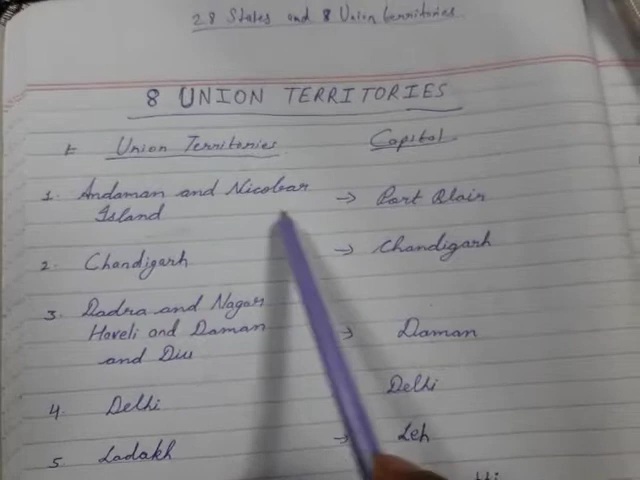 28 States and 8 Union territories
8 UNION TERRITORIES
Union Territories Capital
1. Andaman and Nicobar → Port Blair
Island
2. Chandigarh → Chandigarh
3. Dadra and Nagar
Haveli and Daman → Daman
and Diu
4. Delhi Delhi
5. Ladakh → Leh